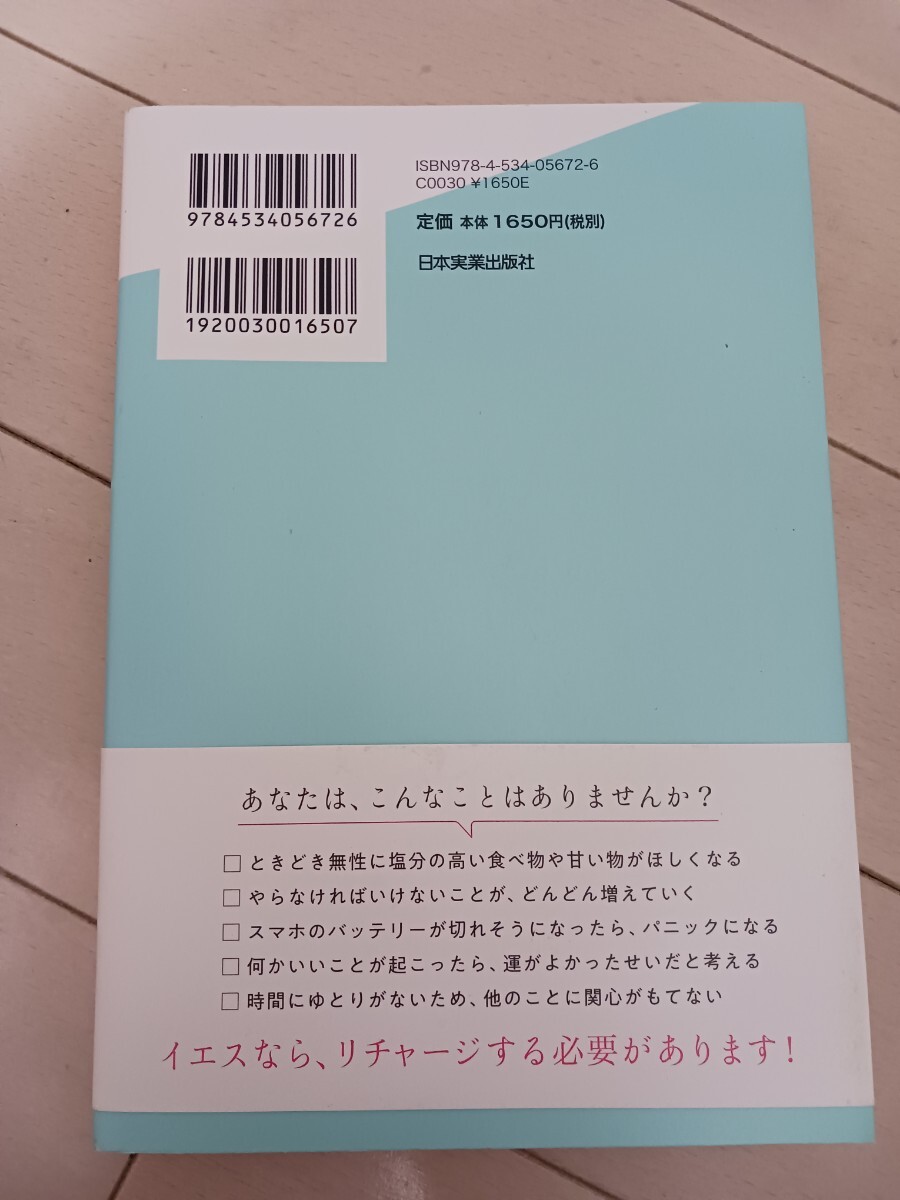 9784534056726
1920030016507
ISBN978-4-534-05672-6
C0030 ¥1650E
定価 本体1650円(税別)
日本実業出版社
あなたは、こんなことはありませんか？
□ ときどき無性に塩分の高い食べ物や甘い物がほしくなる
□ やらなければいけないことが、どんどん増えていく
□ スマホのバッテリーが切れそうになったら、パニックになる
□ 何かいいことが起こったら、運がよかったせいだと考える
□ 時間にゆとりがないため、他のことに関心がもてない
イエスなら、リチャージする必要があります！